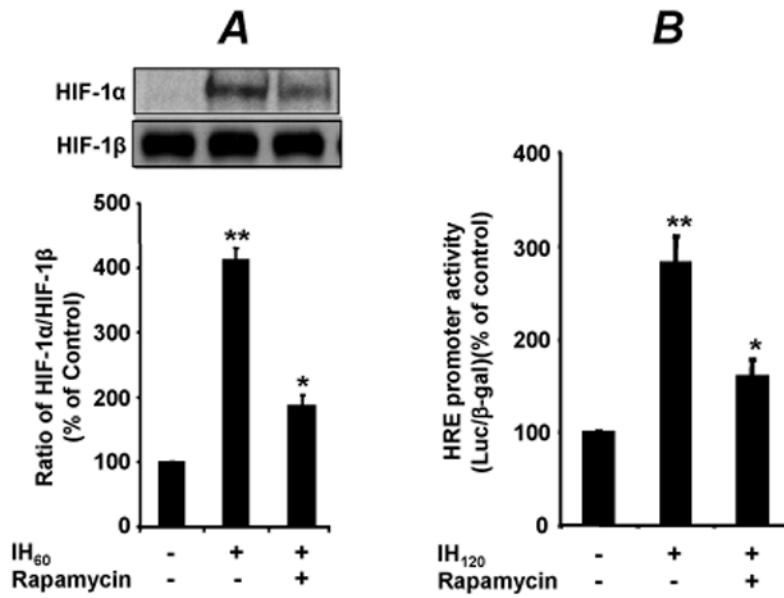 A
HIF-1α
HIF-1β
Ratio of HIF-1α/HIF-1β
(% of Control)
500
400
300
200
100
0
**
*
IH60 - + +
Rapamycin - - +
B
HRE promoter activity
(Luc/β-gal)(% of control)
400
300
200
100
0
**
*
IH120 - + +
Rapamycin - - +